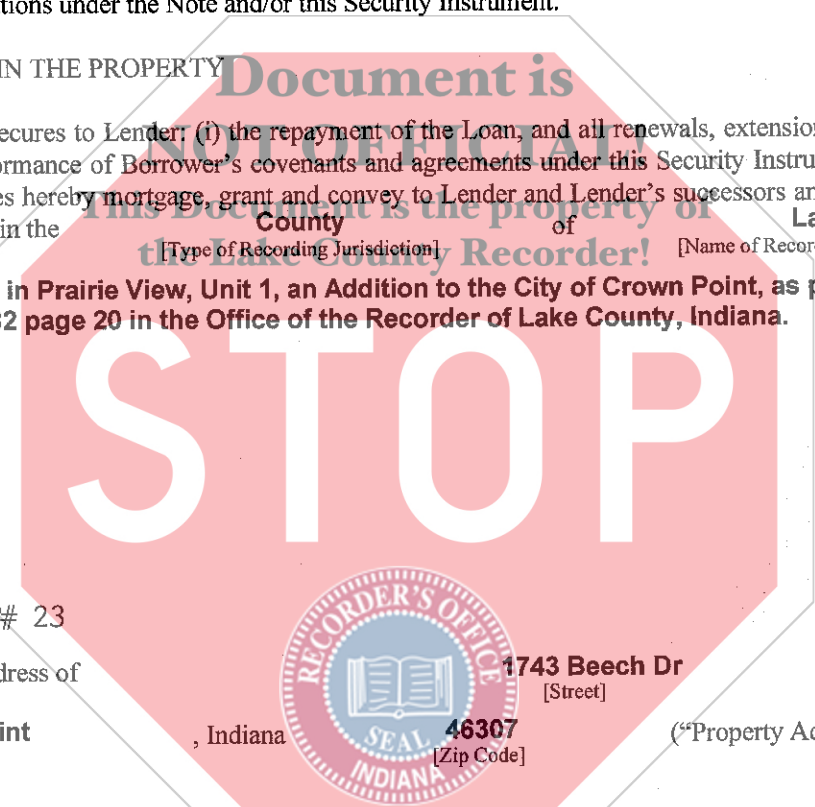 tions under the Note and/or this Security Instrument.
IN THE PROPERTY
Document is
ecures to Lender: (i) the repayment of the Loan, and all renewals, extension
NOT OFFICIAL
ormance of Borrower's covenants and agreements under this Security Instru
es hereby mortgage, grant and convey to Lender and Lender's successors an
This Document is the property of
in the County of La
[Type of Recording Jurisdiction] [Name of Recor
the Lake County Recorder!
in Prairie View, Unit 1, an Addition to the City of Crown Point, as p
2 page 20 in the Office of the Recorder of Lake County, Indiana.
STOP
# 23
dress of 1743 Beech Dr
[Street]
int , Indiana 46307 ("Property Ad
[Zip Code]
RECORDER'S OFFICE
SEAL
INDIANA